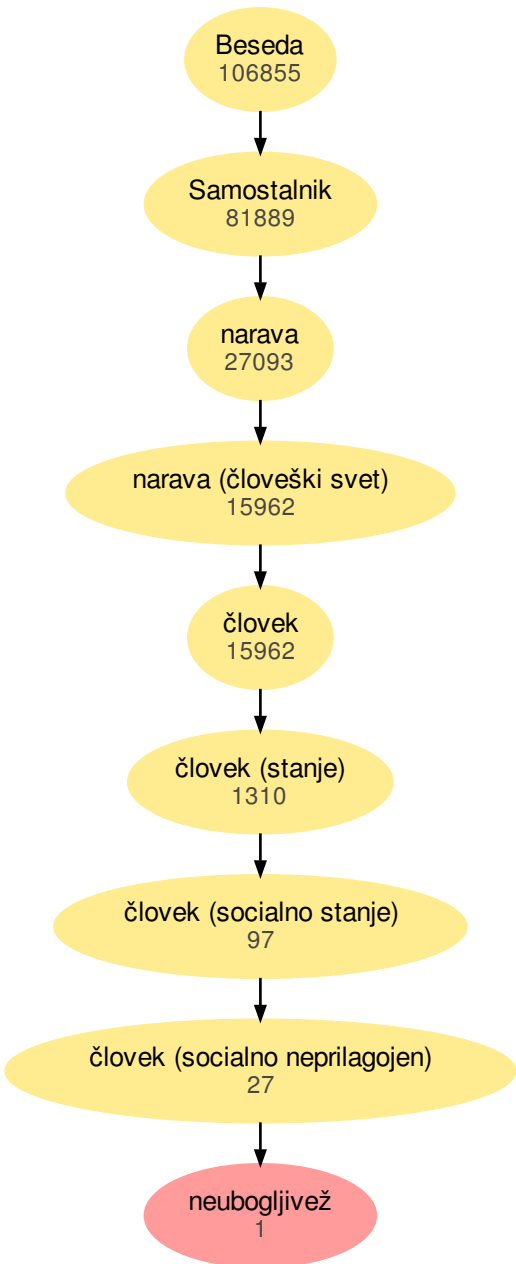 Beseda
106855
Samostalnik
81889
narava
27093
narava (človeški svet)
15962
človek
15962
človek (stanje)
1310
človek (socialno stanje)
97
človek (socialno neprilagojen)
27
neubogljivež
1